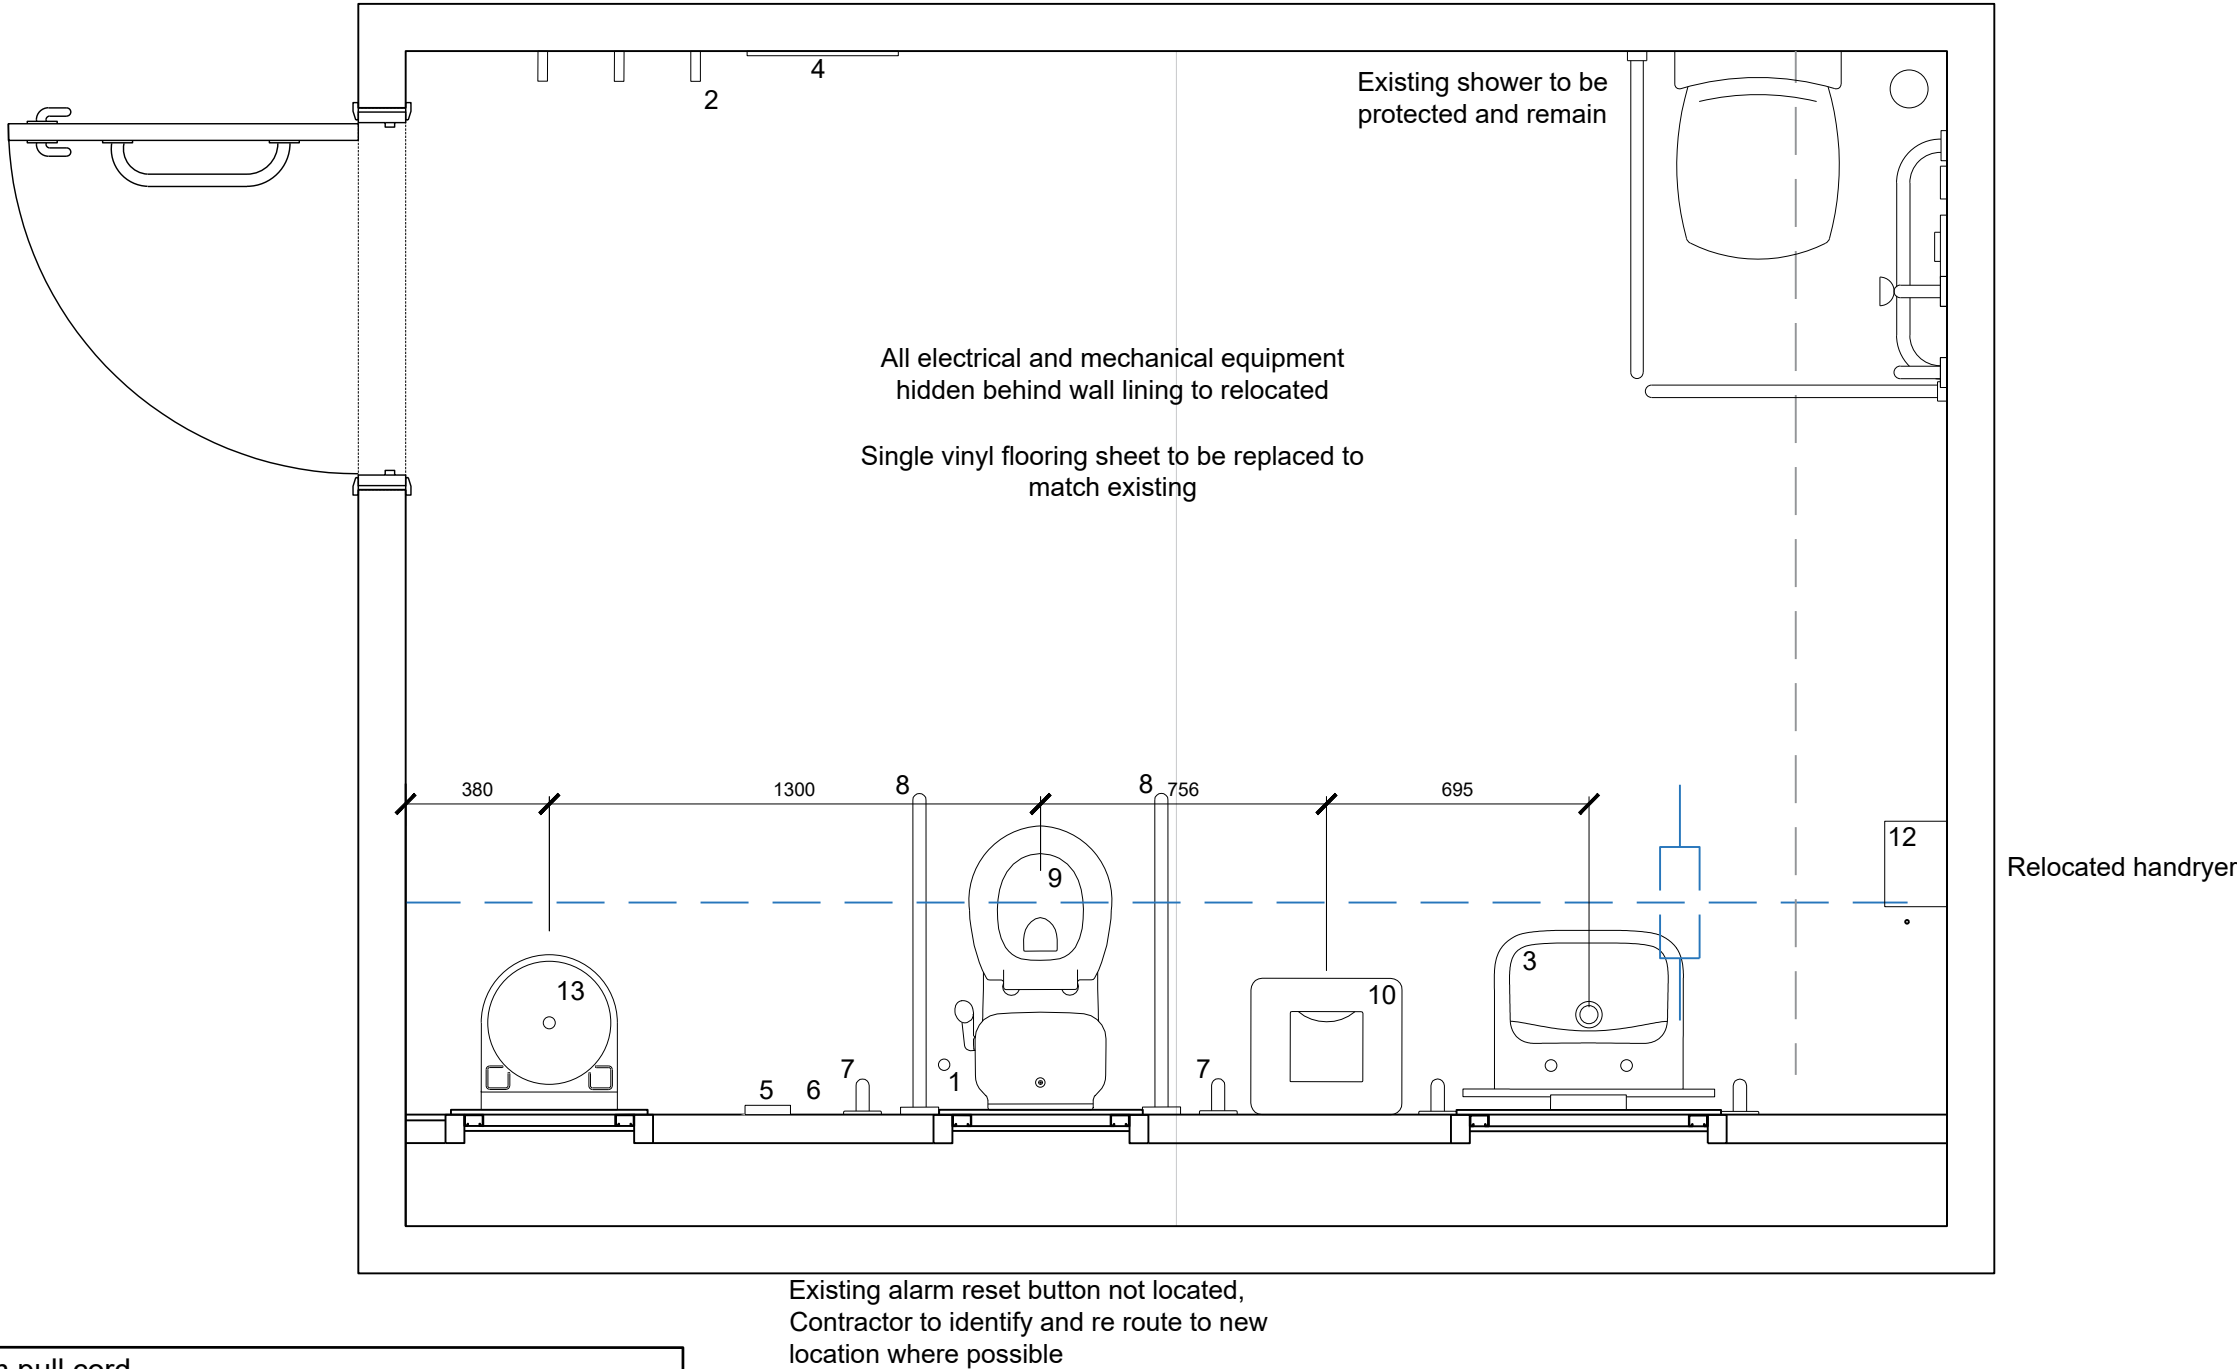 4
2
Existing shower to be
protected and remain
All electrical and mechanical equipment
hidden behind wall lining to relocated
Single vinyl flooring sheet to be replaced to
match existing
380
1300
8
8
756
695
12
Relocated handryer
9
3
13
10
7
7
1
5
6
Existing alarm reset button not located,
Contractor to identify and re route to new
location where possible
pull cord